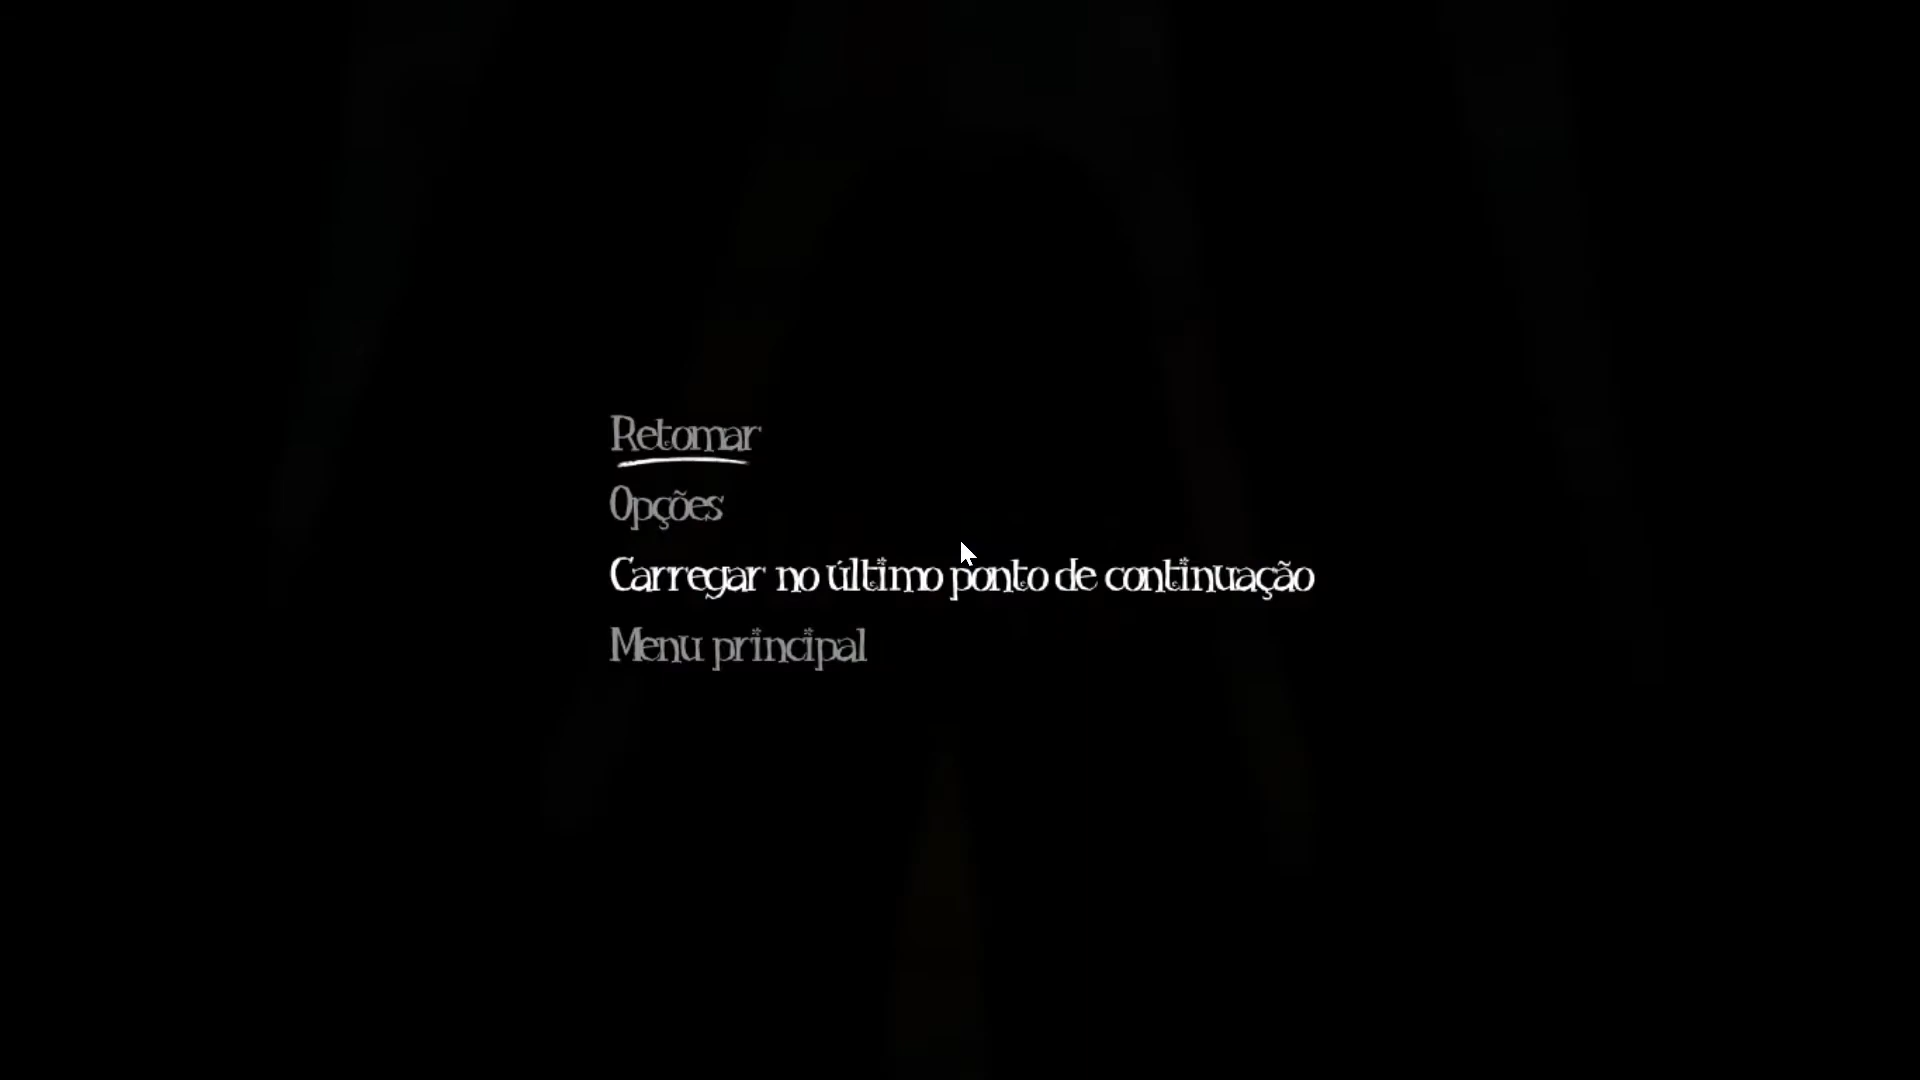 Retomar
Opções
Carregar no último ponto de continuação
Menu principal